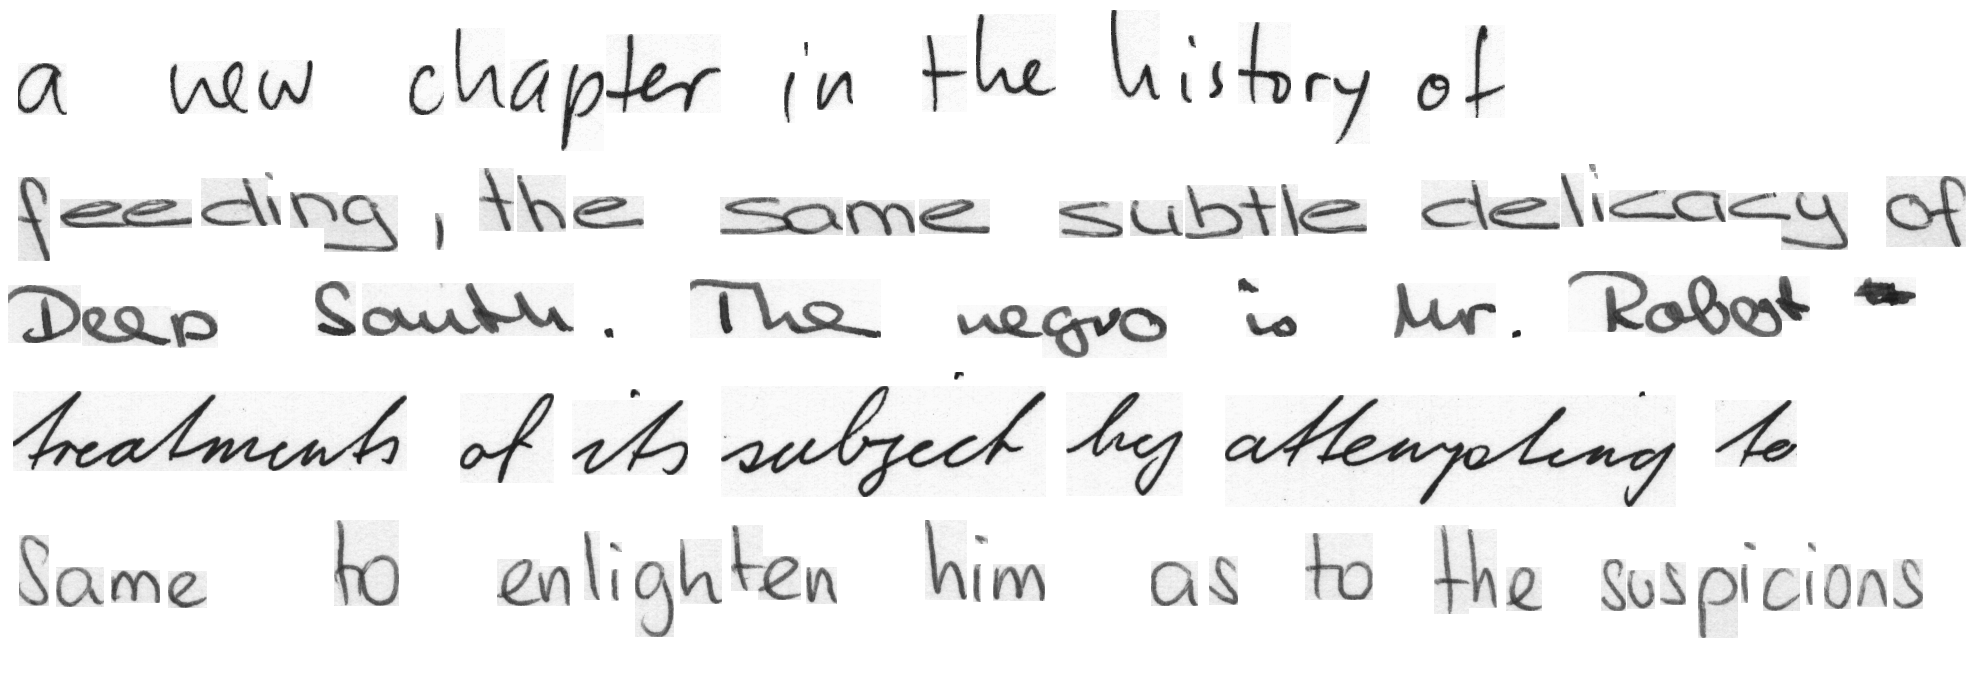 a new chapter in the history of
feeding, the same subtle delicacy of
Deep South. The negro is Mr. Robert
treatments of its subject by attempting to
same to enlighten him as to the suspicions